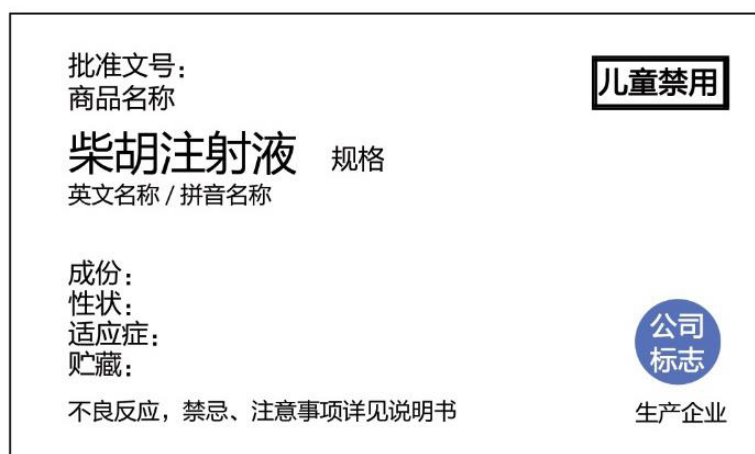 批准文号：
商品名称
儿童禁用
柴胡注射液 规格
英文名称 / 拼音名称
成份：
性状：
适应症：
贮藏：
公司
标志
不良反应，禁忌、注意事项详见说明书
生产企业